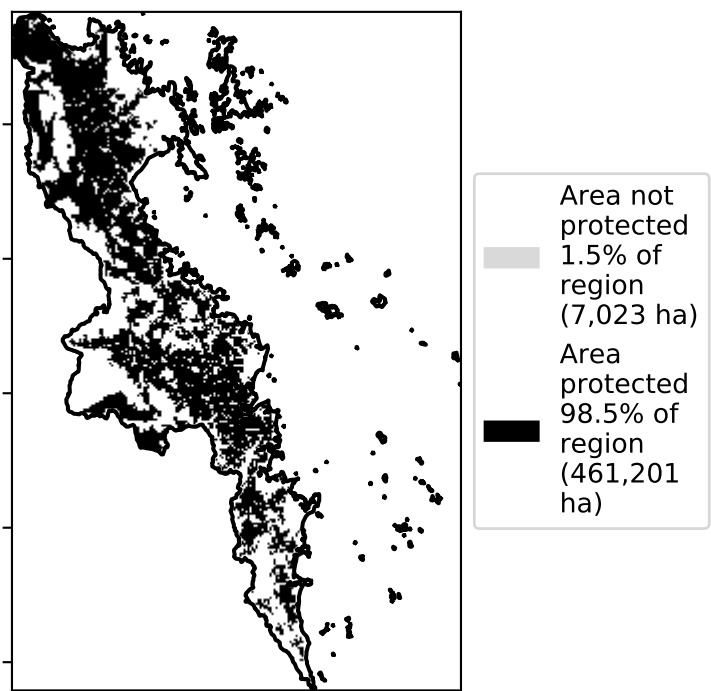 Area not
protected
1.5% of
region
(7,023 ha)
Area
protected
98.5% of
region
(461,201
ha)